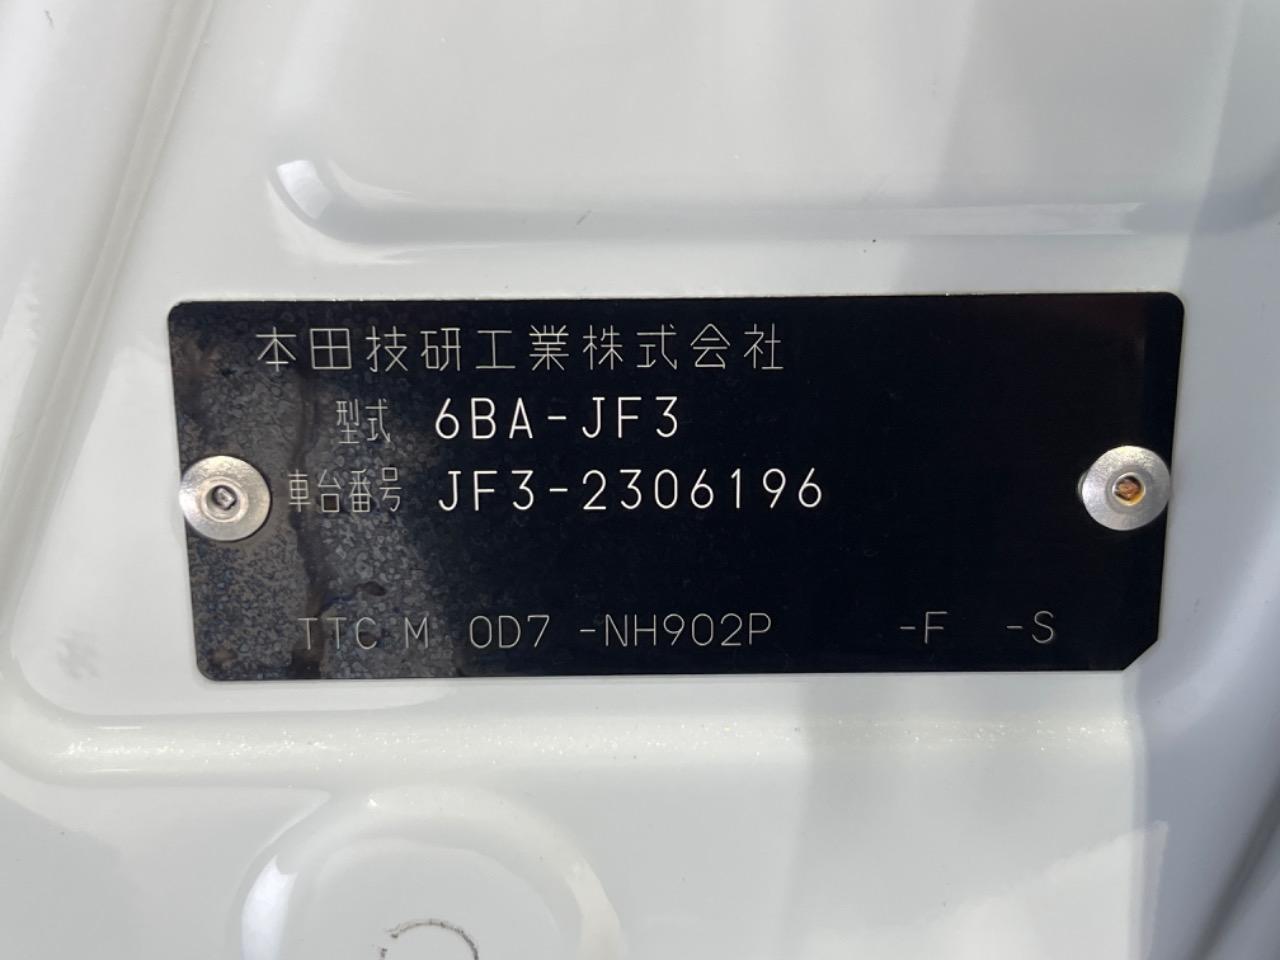 本田技研工業株式会社
型式 6BA-JF3
車台番号 JF3-2306196
TTC M 0D7 -NH902P -F -S